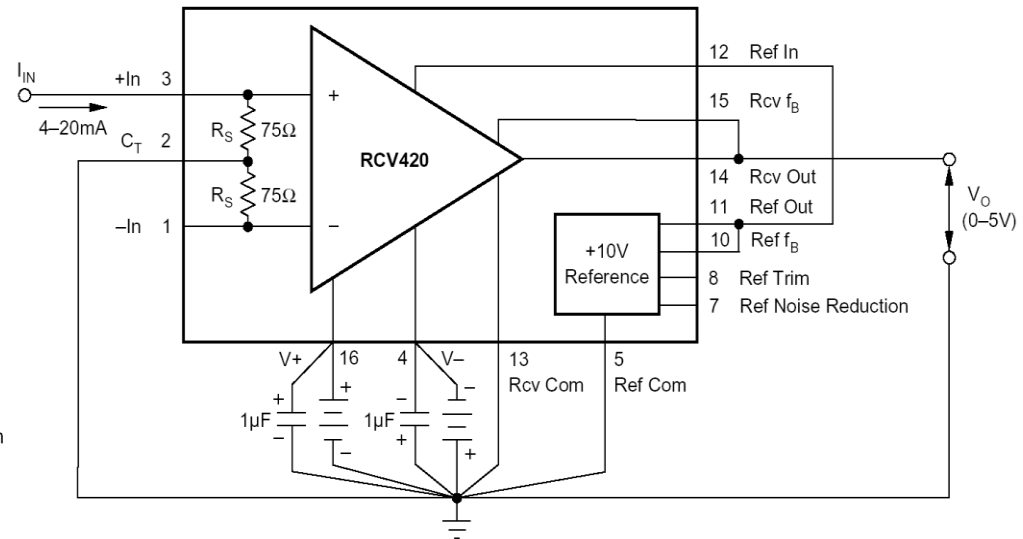 12 Ref In
I_IN
+In 3
15 Rcv f_B
4–20mA
+
R_S 75Ω
C_T 2
RCV420
14 Rcv Out
R_S 75Ω
V_O
(0–5V)
11 Ref Out
–In 1
–
10 Ref f_B
+10V
Reference
8 Ref Trim
7 Ref Noise Reduction
V+ 16 4 V– 13 5
Rcv Com Ref Com
+ + – –
1µF 1µF
– – + +
n